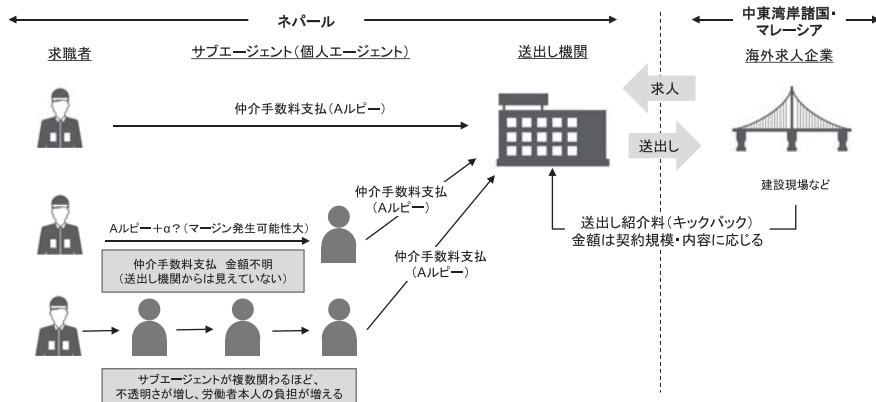 ネパール
中東湾岸諸国・
マレーシア
求職者
サブエージェント（個人エージェント）
送出し機関
海外求人企業
仲介手数料支払（Aルピー）
求人
送出し
建設現場など
仲介手数料支払
（Aルピー）
Aルピー＋α？（マージン発生可能性大）
送出し紹介料（キックバック）
金額は契約規模・内容に応じる
仲介手数料支払　金額不明
（送出し機関からは見えていない）
仲介手数料支払
（Aルピー）
サブエージェントが複数関わるほど、
不透明さが増し、労働者本人の負担が増える